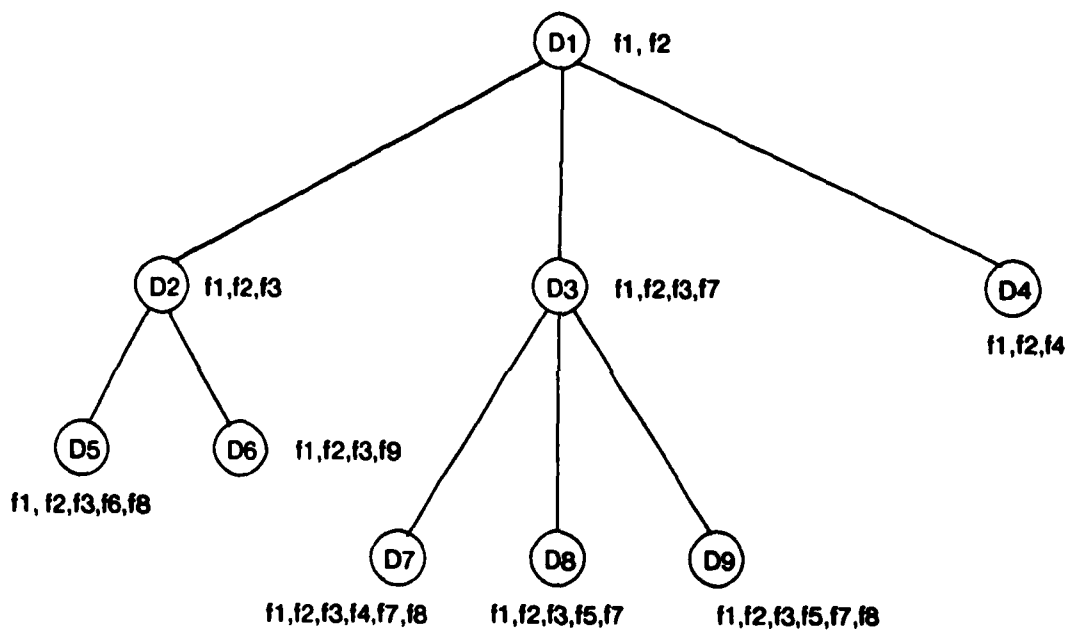 D1 f1, f2
D2 f1,f2,f3
D3 f1,f2,f3,f7
D4
f1,f2,f4
D5
D6 f1,f2,f3,f9
f1, f2,f3,f6,f8
D7
D8
D9
f1,f2,f3,f4,f7,f8
f1,f2,f3,f5,f7
f1,f2,f3,f5,f7,f8